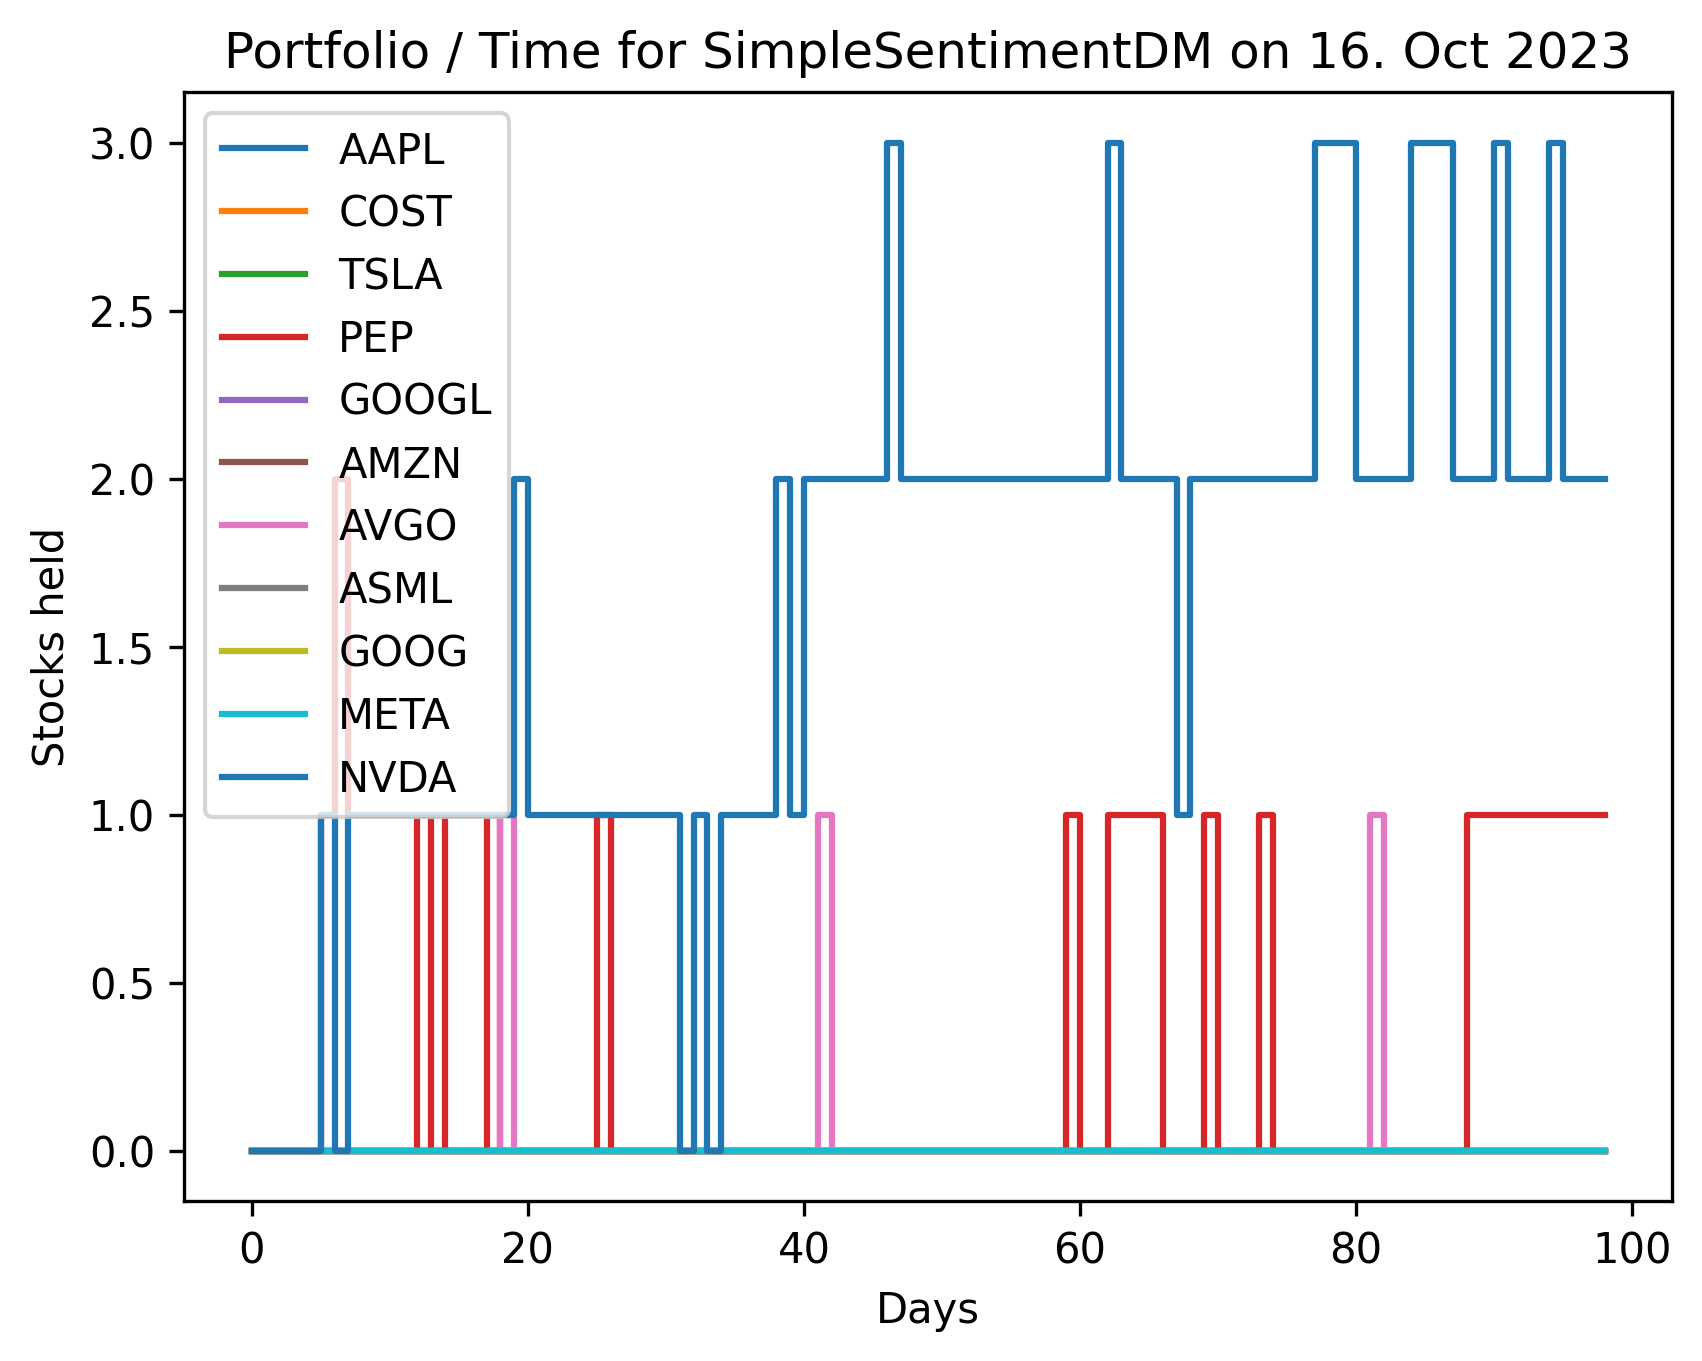 Portfolio / Time for SimpleSentimentDM on 16. Oct 2023
AAPL
COST
TSLA
PEP
GOOGL
AMZN
AVGO
ASML
GOOG
META
NVDA
3.0
2.5
2.0
1.5
1.0
0.5
0.0
Stocks held
0 20 40 60 80 100
Days